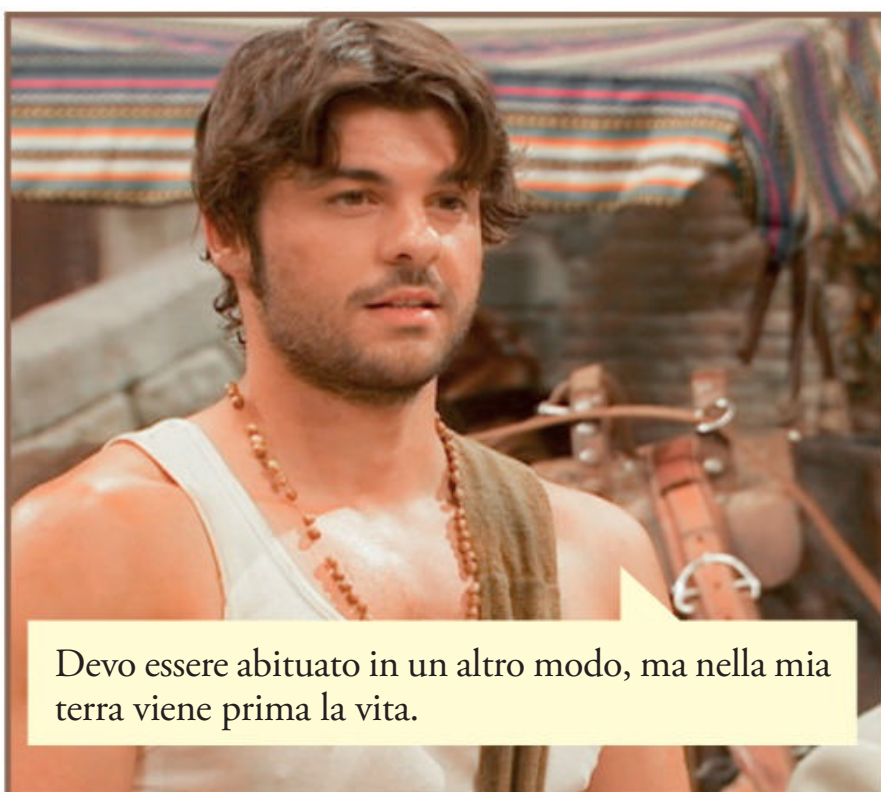 Devo essere abituato in un altro modo, ma nella mia
terra viene prima la vita.